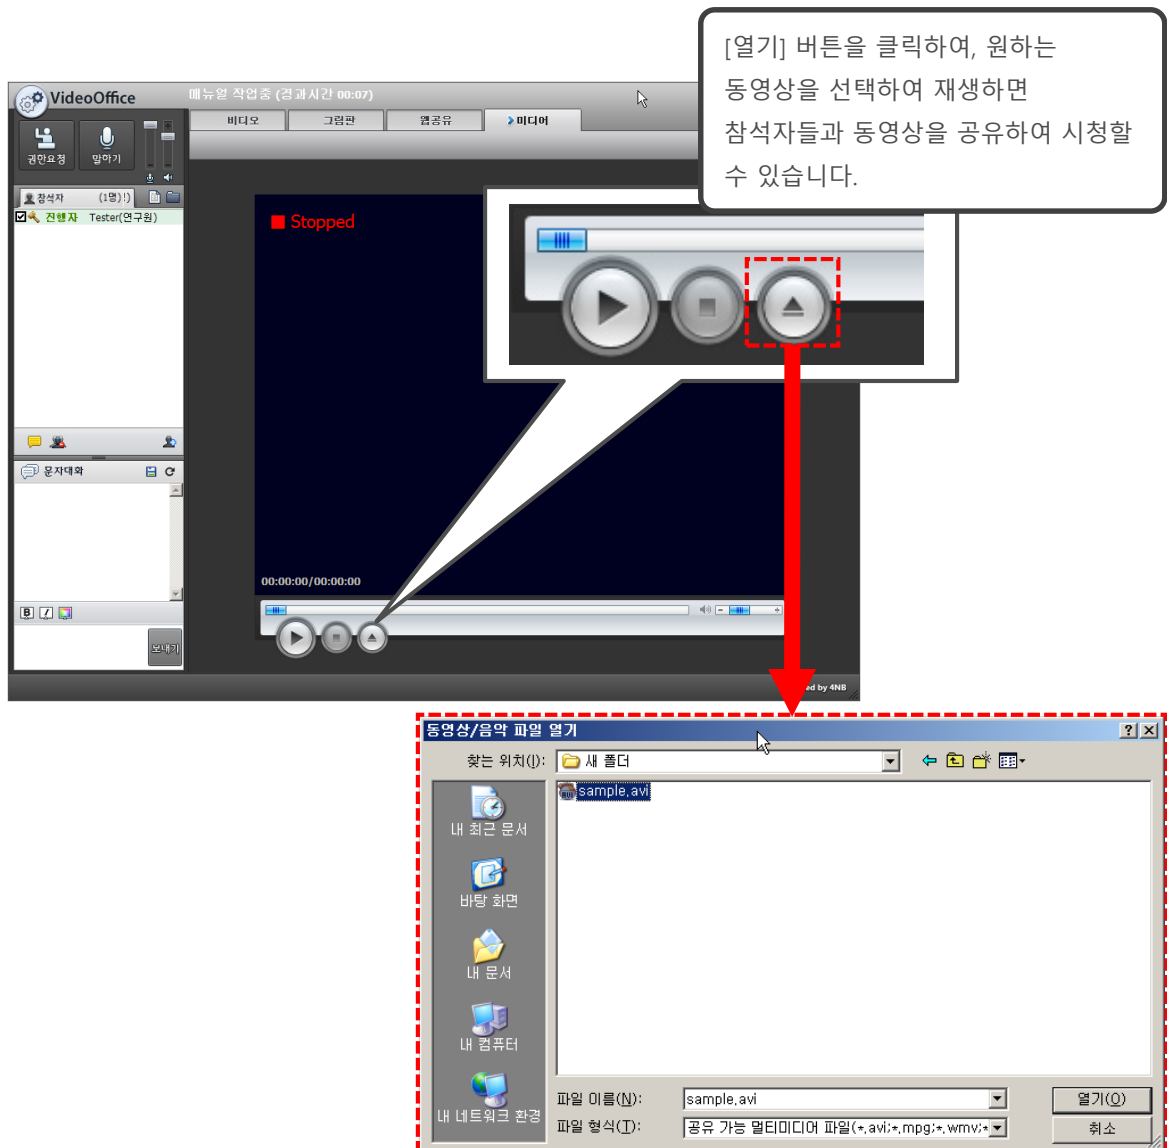 [열기] 버튼을 클릭하여, 원하는
동영상을 선택하여 재생하면
참석자들과 동영상을 공유하여 시청할
수 있습니다.
VideoOffice
메뉴얼 작업중 (경과시간 00:07)
비디오
그림판
웹공유
미디어
권한요청
말하기
참석자 (1명)!)
진행자 Tester(연구원)
Stopped
문자대화
00:00:00/00:00:00
B I
보내기
ed by 4NB
동영상/음악 파일 열기
찾는 위치(I):
새 폴더
sample.avi
내 최근 문서
바탕 화면
내 문서
내 컴퓨터
내 네트워크 환경
파일 이름(N):
sample.avi
열기(O)
파일 형식(T):
공유 가능 멀티미디어 파일(*.avi;*.mpg;*.wmv;*
취소